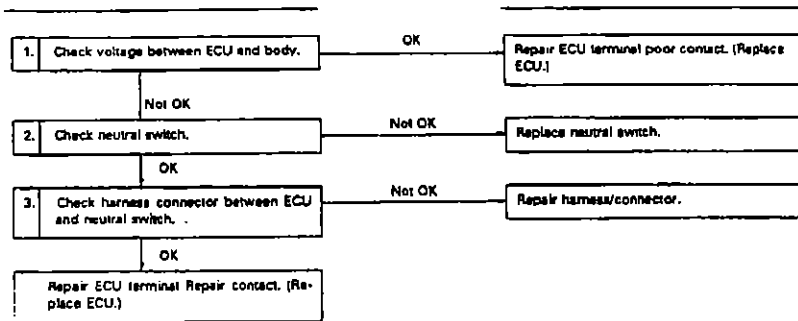 1. Check voltage between ECU and body.
OK
Repair ECU terminal poor contact. (Replace
ECU.)
Not OK
2. Check neutral switch.
Not OK
Replace neutral switch.
OK
3. Check harness connector between ECU
and neutral switch. .
Not OK
Repair harness/connector.
OK
Repair ECU terminal Repair contact. (Re-
place ECU.)